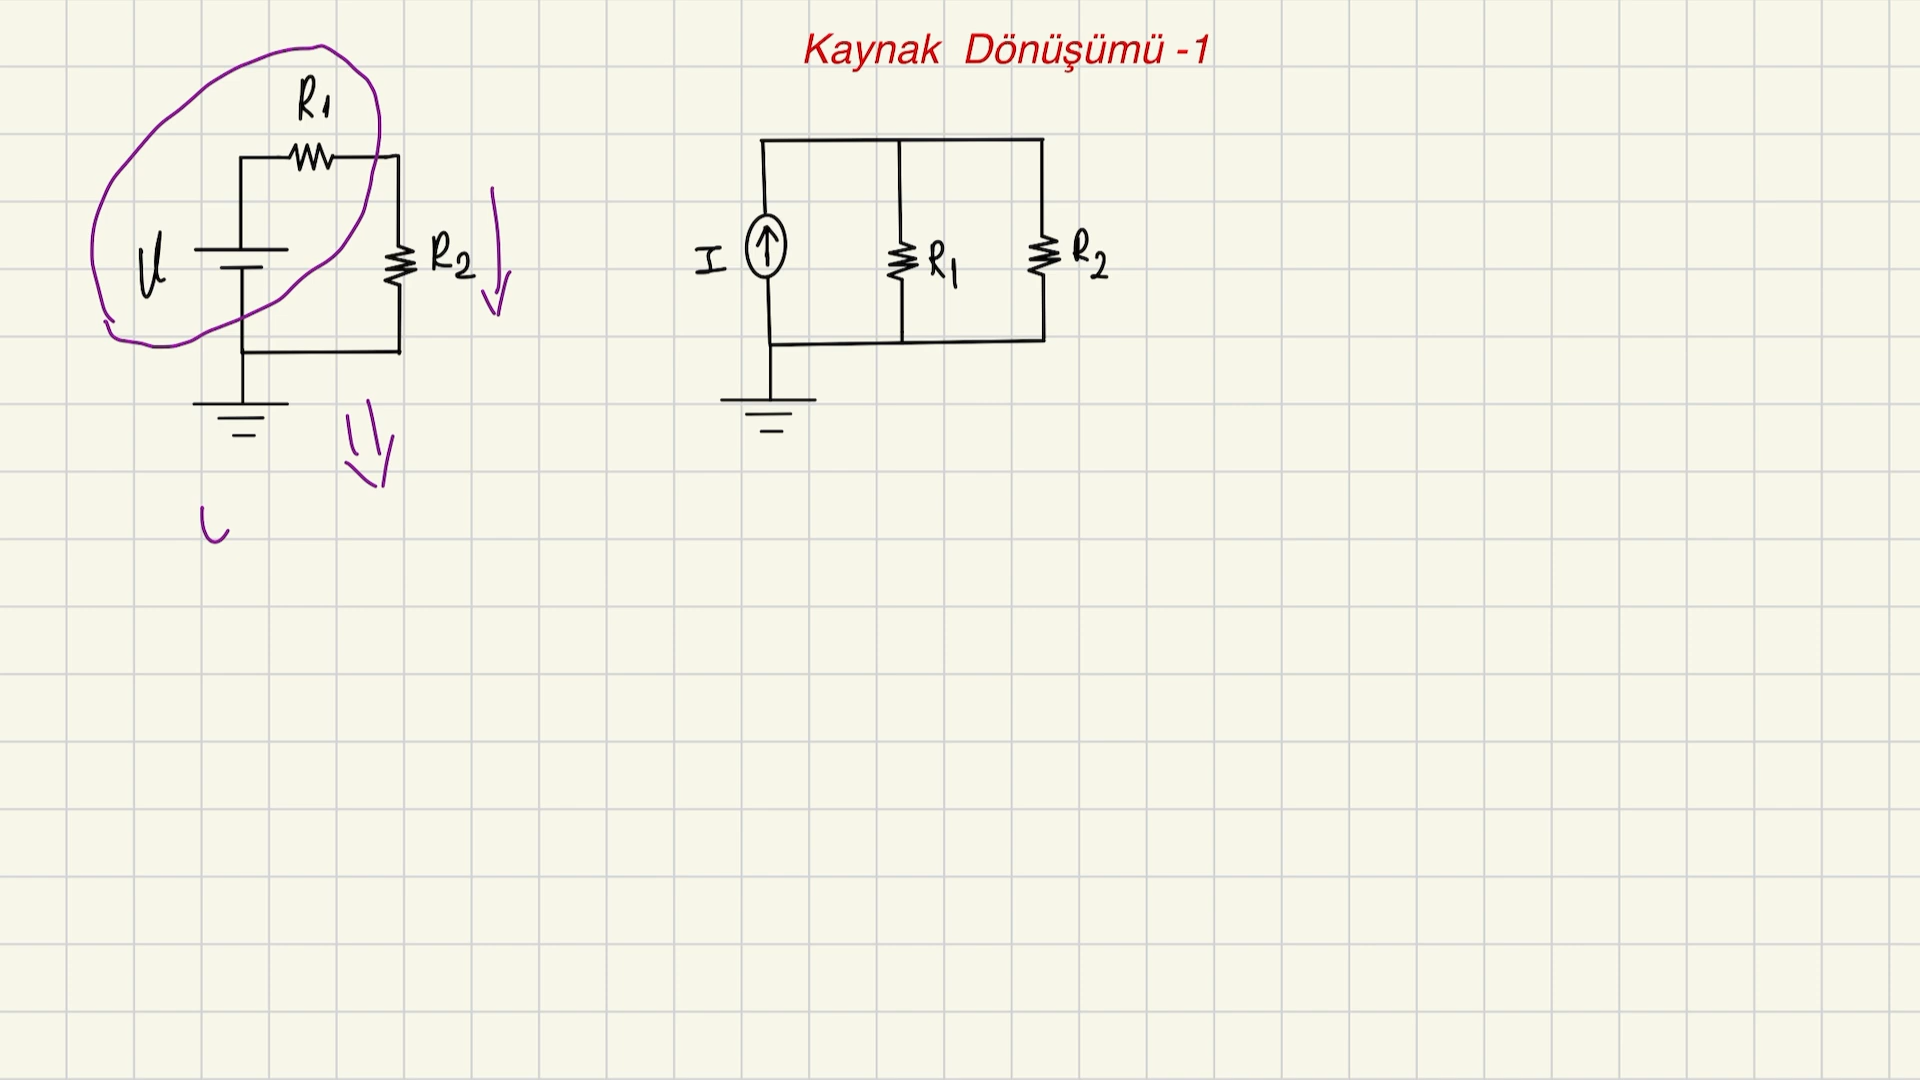 Kaynak Dönüşümü -1
R1
V
R2
I
R1
R2